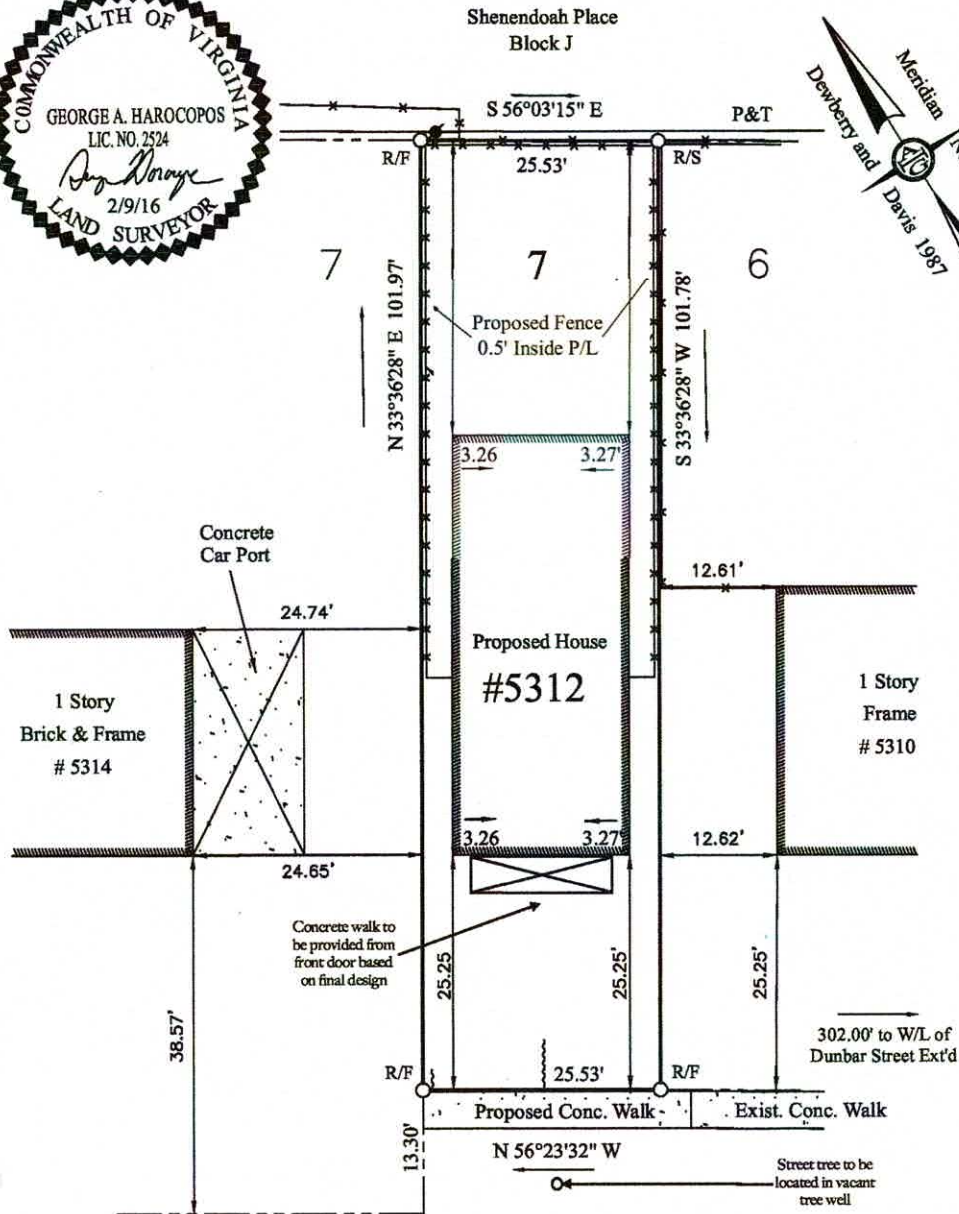 COMMONWEALTH OF VIRGINIA
GEORGE A. HAROCOPOS
LIC. NO. 2524
2/9/16
LAND SURVEYOR
Shenendoah Place
Block J
S 56°03'15" E
P&T
R/F
25.53'
R/S
Meridian
Dewberry and
Davis 1987
7
7
6
N 33°36'28" E 101.97'
S 33°36'28" W 101.78'
Proposed Fence
0.5' Inside P/L
3.26
3.27'
Concrete
Car Port
24.74'
12.61'
1 Story
Brick & Frame
# 5314
Proposed House
#5312
1 Story
Frame
# 5310
3.26
3.27'
24.65'
12.62'
Concrete walk to
be provided from
front door based
on final design
38.57'
25.25'
25.25'
25.25'
302.00' to W/L of
Dunbar Street Ext'd
R/F
25.53'
R/F
Proposed Conc. Walk
Exist. Conc. Walk
13.30'
N 56°23'32" W
Street tree to be
located in vacant
tree well